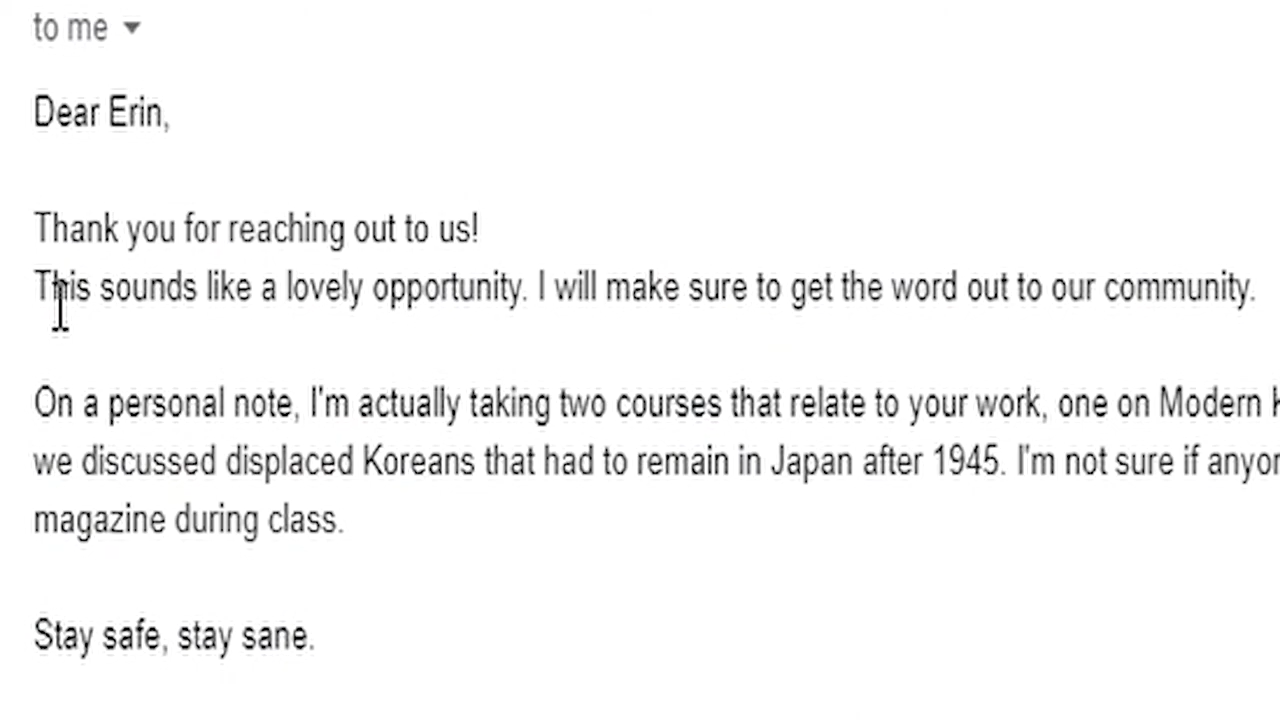 to me
Dear Erin,
Thank you for reaching out to us!
This sounds like a lovely opportunity. I will make sure to get the word out to our community.
On a personal note, I'm actually taking two courses that relate to your work, one on Modern
we discussed displaced Koreans that had to remain in Japan after 1945. I'm not sure if
magazine during class.
Stay safe, stay sane.